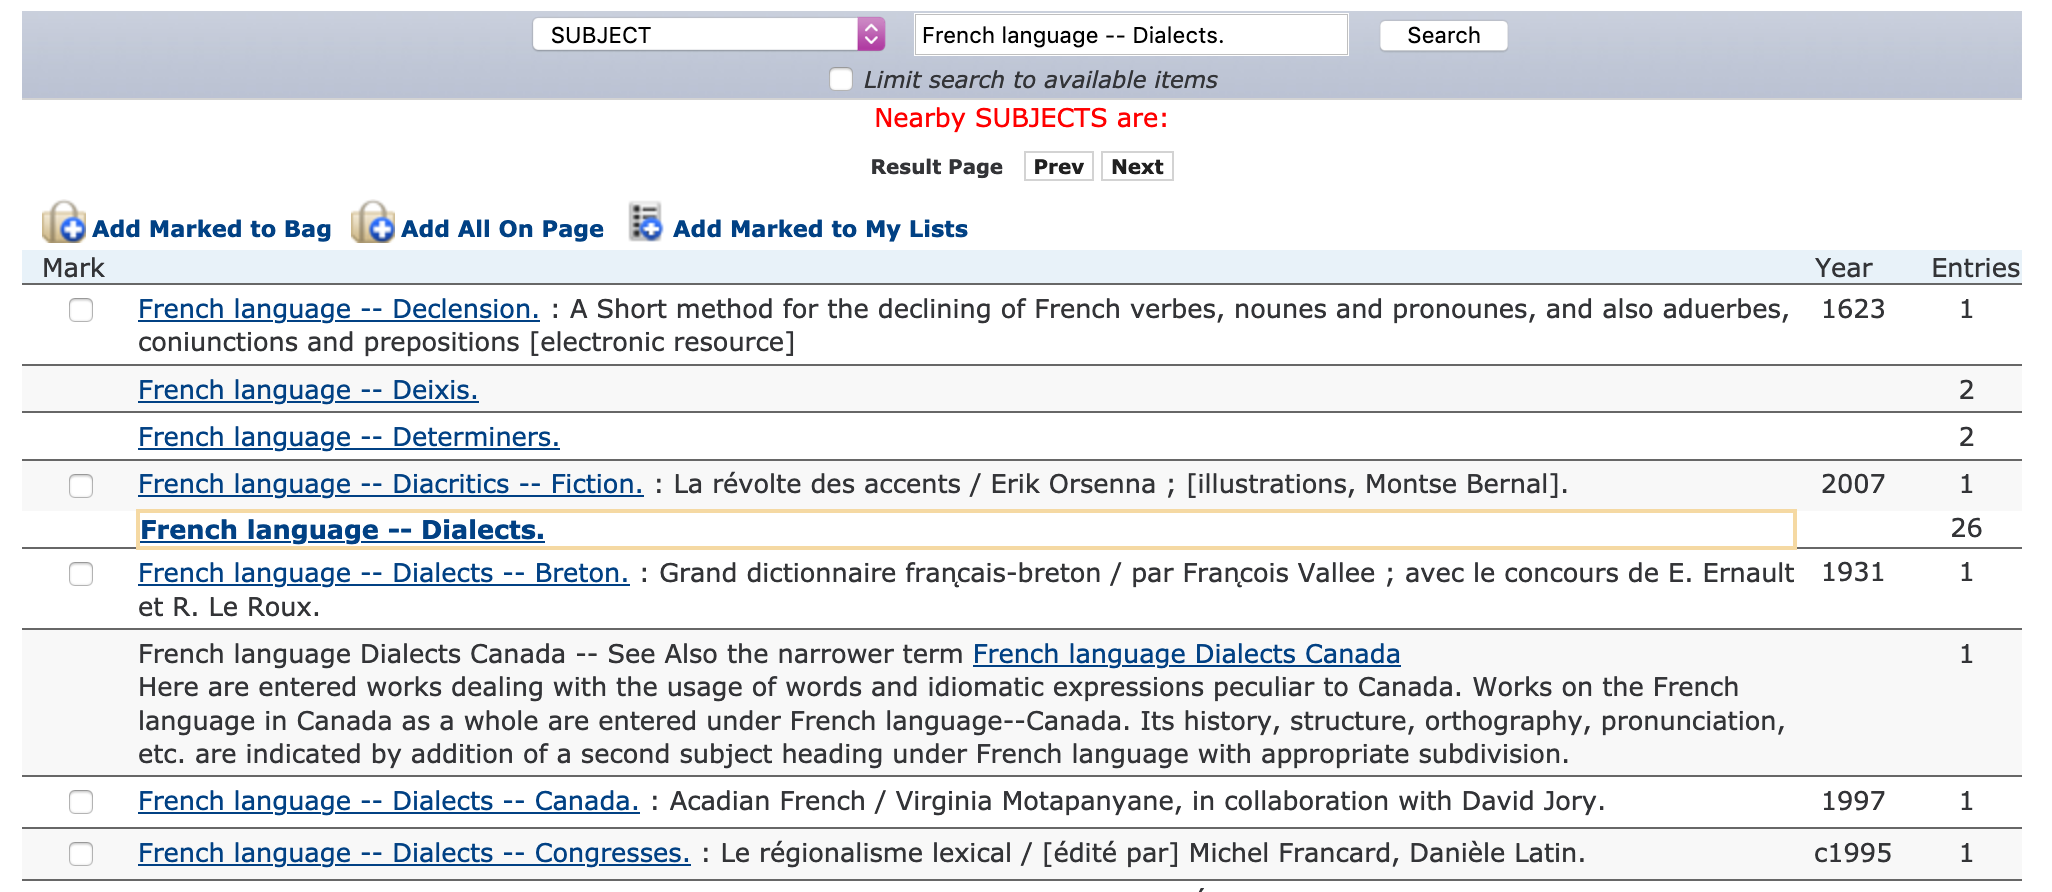 SUBJECT French language -- Dialects. Search
Limit search to available items
Nearby SUBJECTS are:
Result Page Prev Next
Add Marked to Bag Add All On Page Add Marked to My Lists
Mark Year Entries
French language -- Declension. : A Short method for the declining of French verbes, nounes and pronounes, and also aduerbes, 1623 1
coniunctions and prepositions [electronic resource]
French language -- Deixis. 2
French language -- Determiners. 2
French language -- Diacritics -- Fiction. : La révolte des accents / Erik Orsenna ; [illustrations, Montse Bernal]. 2007 1
French language -- Dialects. 26
French language -- Dialects -- Breton. : Grand dictionnaire français-breton / par François Vallee ; avec le concours de E. Ernault 1931 1
et R. Le Roux.
French language Dialects Canada -- See Also the narrower term French language Dialects Canada 1
Here are entered works dealing with the usage of words and idiomatic expressions peculiar to Canada. Works on the French
language in Canada as a whole are entered under French language--Canada. Its history, structure, orthography, pronunciation,
etc. are indicated by addition of a second subject heading under French language with appropriate subdivision.
French language -- Dialects -- Canada. : Acadian French / Virginia Motapanyane, in collaboration with David Jory. 1997 1
French language -- Dialects -- Congresses. : Le régionalisme lexical / [édité par] Michel Francard, Danièle Latin. c1995 1